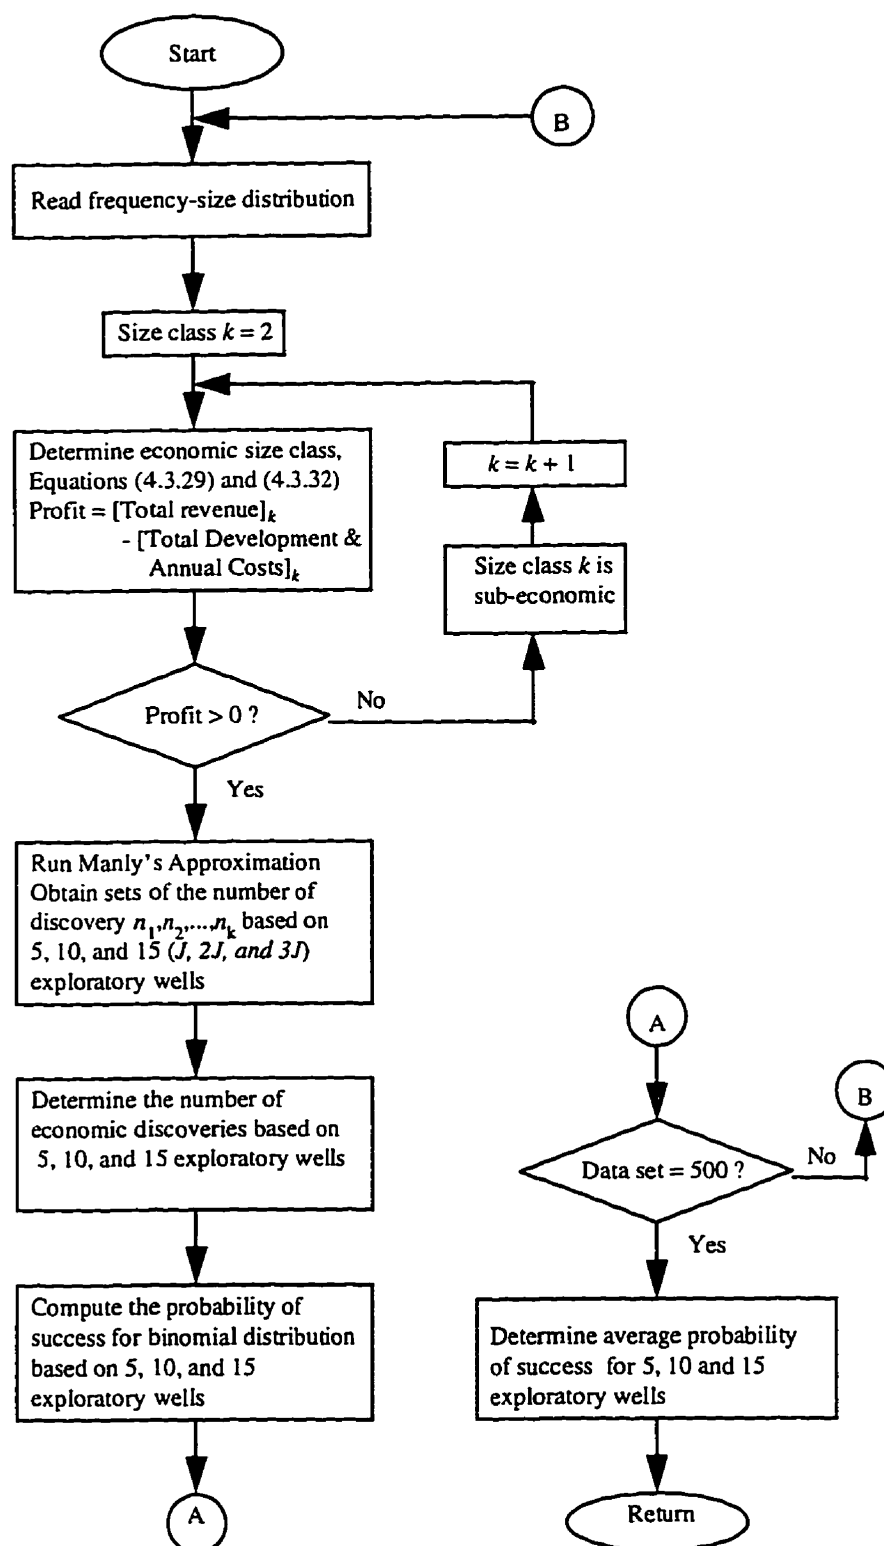 Start
B
Read frequency-size distribution
Size class k = 2
Determine economic size class,
Equations (4.3.29) and (4.3.32)
Profit = [Total revenue]k
- [Total Development &
Annual Costs]k
k = k + 1
Size class k is
sub-economic
Profit > 0 ?
No
Yes
Run Manly's Approximation
Obtain sets of the number of
discovery n1,n2,...,nk based on
5, 10, and 15 (J, 2J, and 3J)
exploratory wells
Determine the number of
economic discoveries based on
5, 10, and 15 exploratory wells
Compute the probability of
success for binomial distribution
based on 5, 10, and 15
exploratory wells
A
A
B
Data set = 500 ?
No
Yes
Determine average probability
of success for 5, 10 and 15
exploratory wells
Return